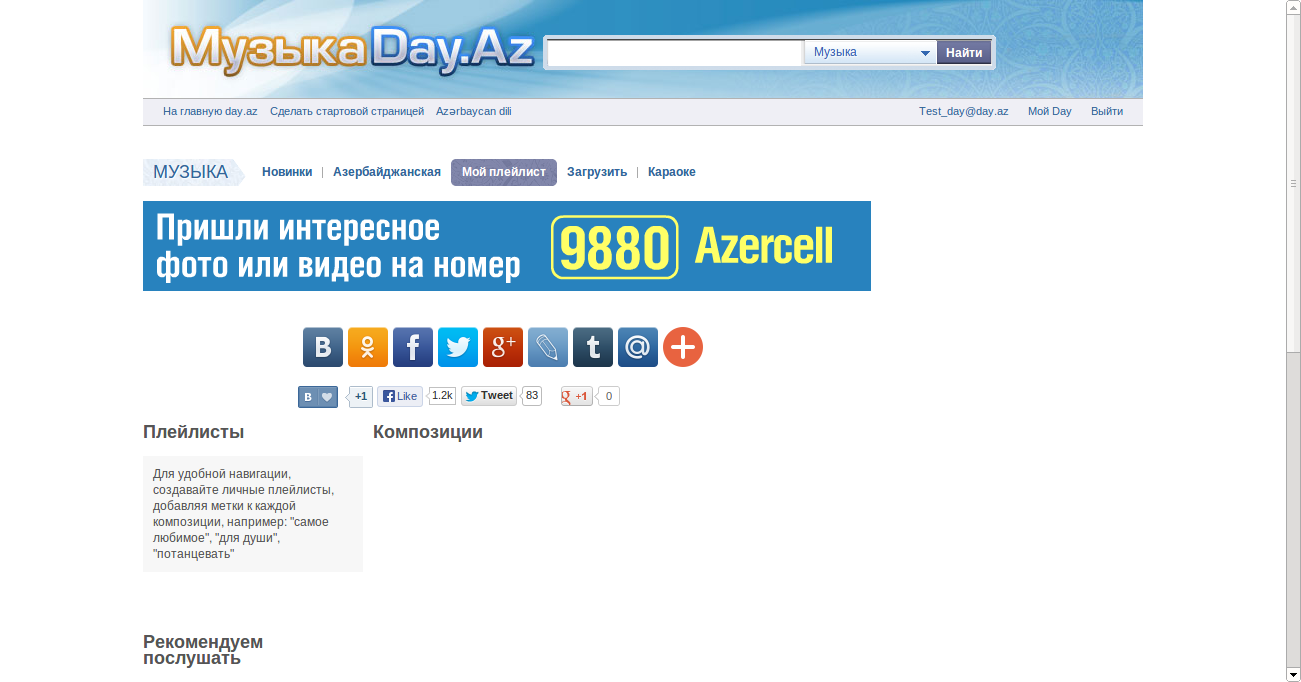 Музыка Day.Az
Музыка
Найти
На главную day.az Сделать стартовой страницей Azərbaycan dili
Test_day@day.az Мой Day Выйти
МУЗЫКА
Новинки | Азербайджанская Мой плейлист Загрузить | Караоке
Пришли интересное
фото или видео на номер
9880 Azercell
B f g+ t @ +
B +1 Like 1.2k Tweet 83 g +1 0
Плейлисты
Композиции
Для удобной навигации,
создавайте личные плейлисты,
добавляя метки к каждой
композиции, например: "самое
любимое", "для души",
"потанцевать"
Рекомендуем
послушать